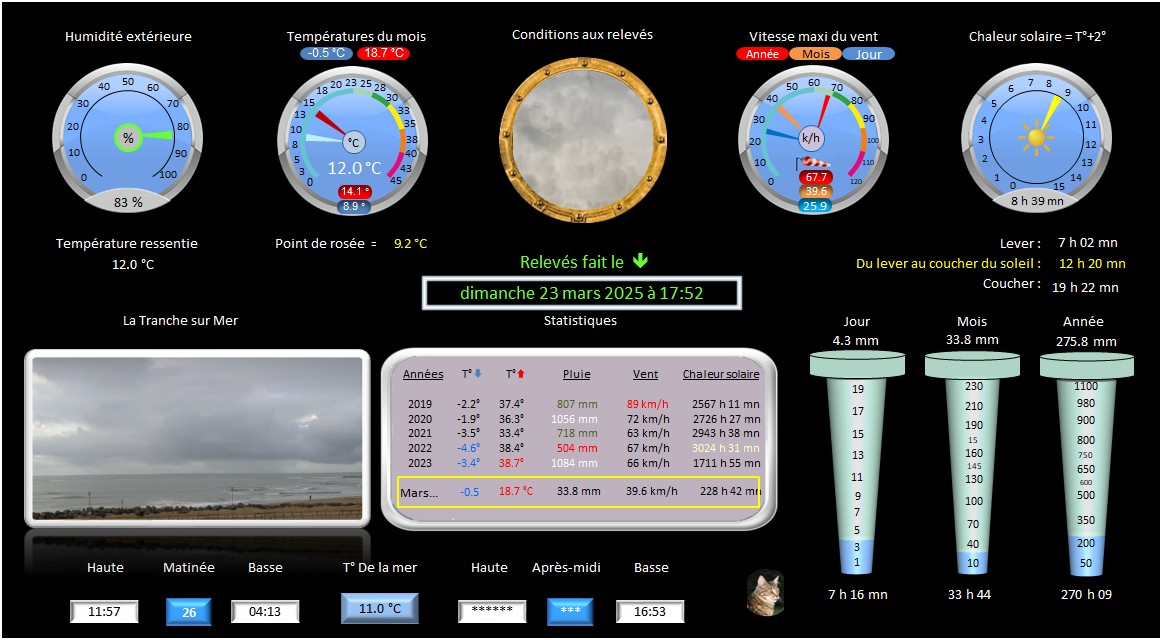 Humidité extérieure
Températures du mois
Conditions aux relevés
Vitesse maxi du vent
Chaleur solaire = T°+2°
-0.5 °C 18.7 °C
Année Mois Jour
0 10 20 30 40 50 60 70 80 90 100
%
83 %
0 3 5 8 10 13 15 18 20 23 25 28 30 33 35 38 40 43 45
°C
12.0 °C
14.1 °
8.9 °
0 10 20 30 40 50 60 70 80 90 100 110 120
k/h
67.7
39.6
25.9
0 1 2 3 4 5 6 7 8 9 10 11 12 13 14 15
8 h 39 mn
Température ressentie
12.0 °C
Point de rosée = 9.2 °C
Lever : 7 h 02 mn
Du lever au coucher du soleil : 12 h 20 mn
Coucher : 19 h 22 mn
Relevés fait le
dimanche 23 mars 2025 à 17:52
La Tranche sur Mer
Statistiques
Années T° T° Pluie Vent Chaleur solaire
2019 -2.2° 37.4° 807 mm 89 km/h 2567 h 11 mn
2020 -1.9° 36.3° 1056 mm 72 km/h 2726 h 27 mn
2021 -3.5° 33.4° 718 mm 63 km/h 2943 h 38 mn
2022 -4.6° 38.4° 504 mm 67 km/h 3024 h 31 mn
2023 -3.4° 38.7° 1084 mm 66 km/h 1711 h 55 mn
Mars... -0.5 18.7 °C 33.8 mm 39.6 km/h 228 h 42 mn
Jour
4.3 mm
19
17
15
13
11
9
7
5
3
1
7 h 16 mn
Mois
33.8 mm
230
210
190
15
160
145
130
100
70
40
10
33 h 44
Année
275.8 mm
1100
980
900
800
750
650
600
500
350
200
50
270 h 09
Haute Matinée Basse
11:57 26 04:13
T° De la mer
11.0 °C
Haute Après-midi Basse
****** *** 16:53